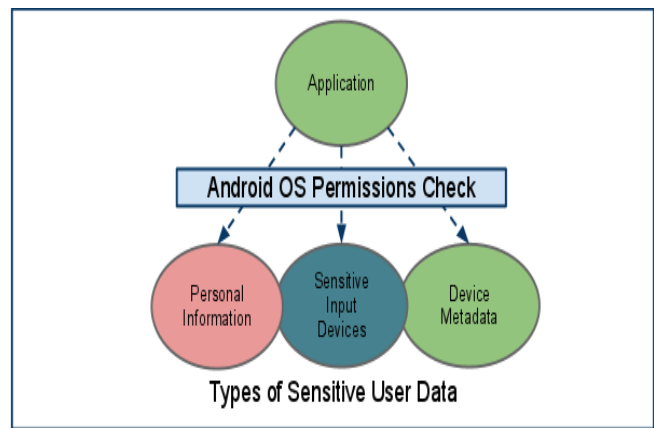 Application
Android OS Permissions Check
Personal
Information
Sensitive
Input
Devices
Device
Metadata
Types of Sensitive User Data